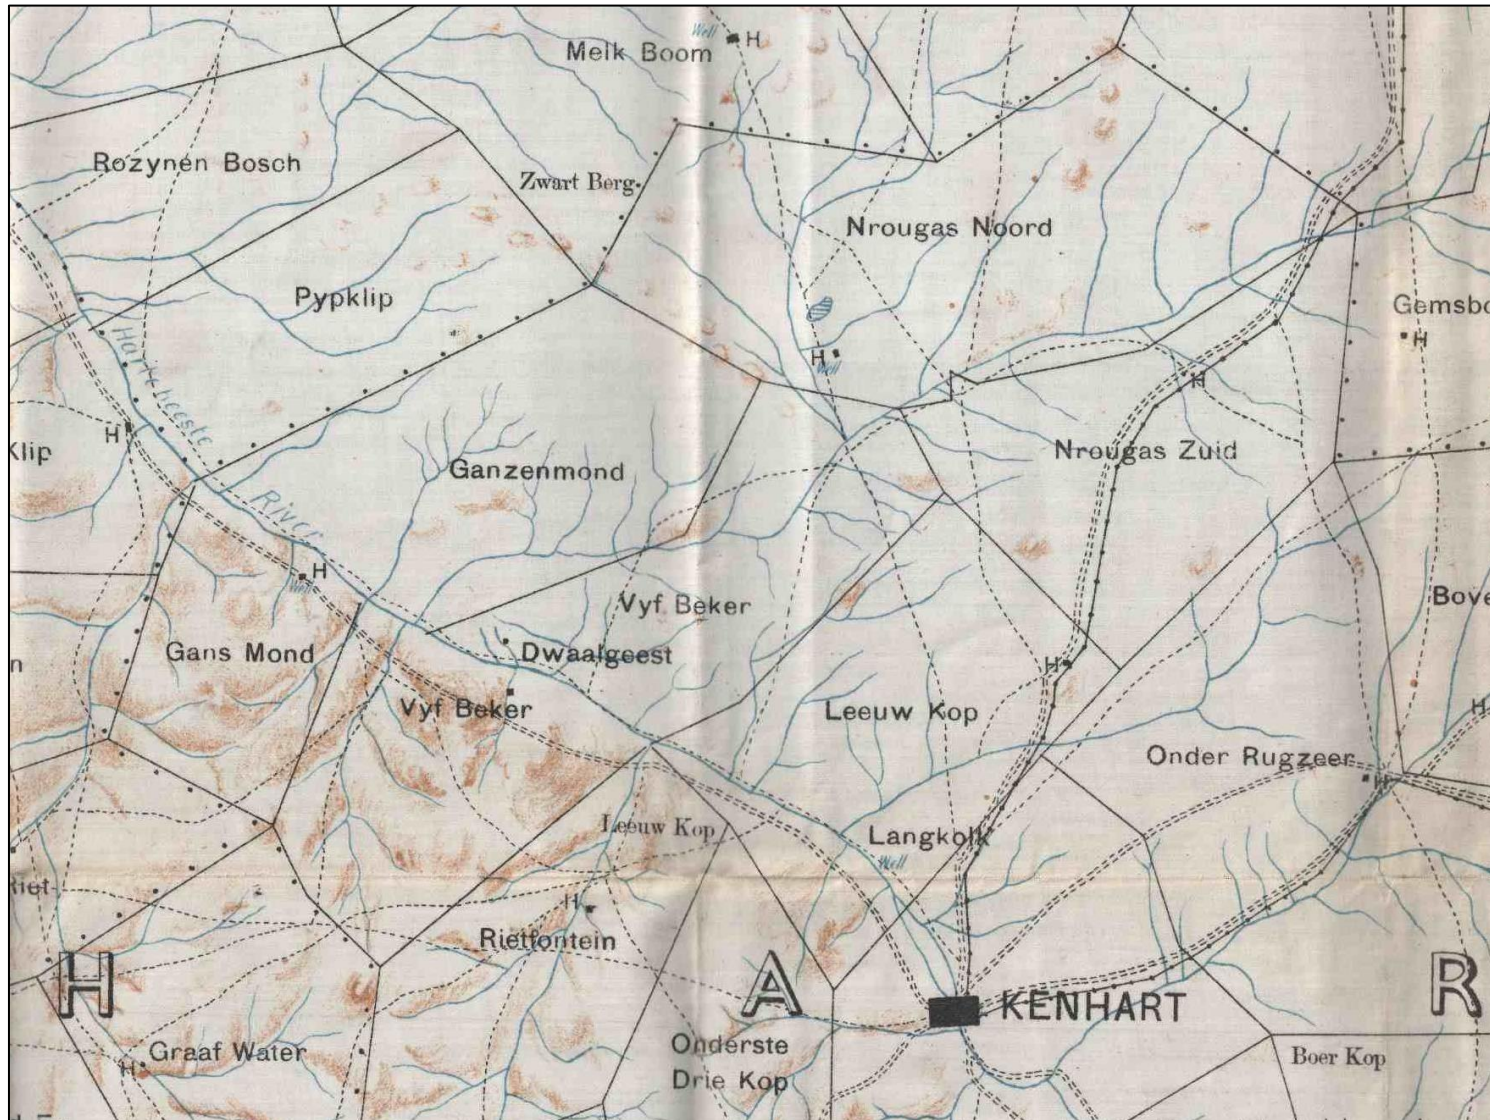 Well
H
Melk Boom
Rozynen Bosch
Zwart Berg.
Nrougas Noord
Pypklip
Gemsbo
H
H
Well
Hartebeeste
River
H
H
Klip
Nrougas Zuid
Ganzenmond
H
Well
Vyf Beker
Bove
Gans Mond
Dwaalgeest
n
H
Vyf Beker
Leeuw Kop
H
Onder Rugzeer
H
Leeuw Kop
Langkolk
Well
Riet-
H
Rietfontein
H A R
KENHART
Graaf Water
H
Onderste
Drie Kop
Boer Kop